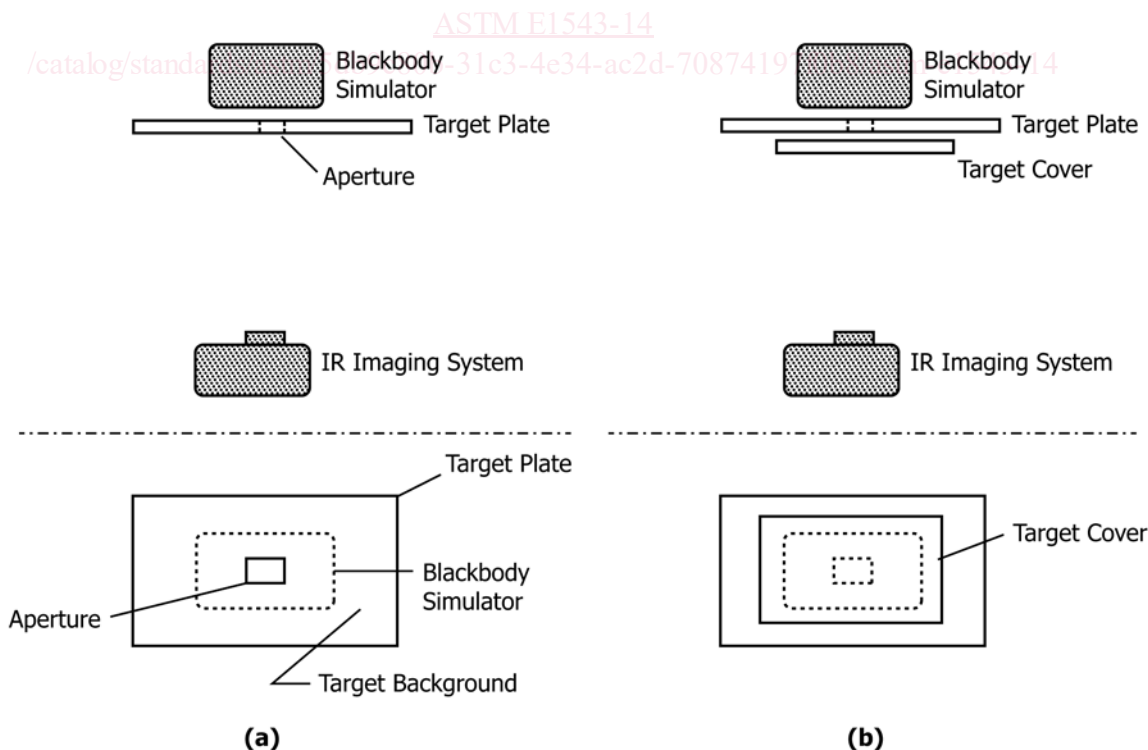 ASTM E1543-14
Blackbody
Simulator
Target Plate
Aperture
IR Imaging System
Target Plate
Blackbody
Simulator
Aperture
Target Background
(a)
Blackbody
Simulator
Target Plate
Target Cover
IR Imaging System
Target Cover
(b)